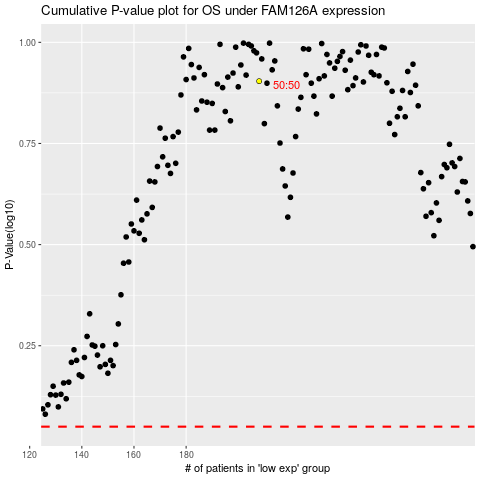 Cumulative P-value plot for OS under FAM126A expression
1.00
50:50
0.75
P-Value(log10)
0.50
0.25
120 140 160 180
# of patients in 'low exp' group